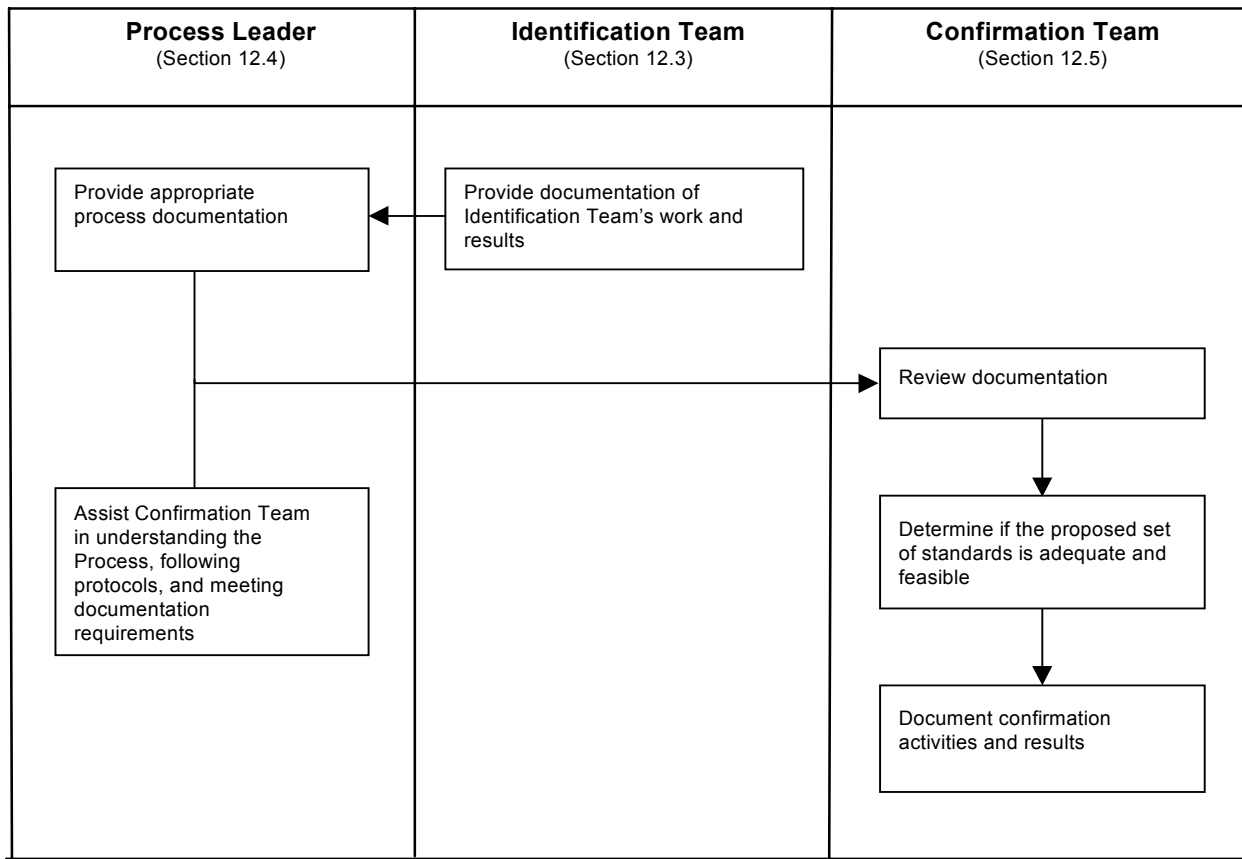 Process Leader
(Section 12.4)
Identification Team
(Section 12.3)
Confirmation Team
(Section 12.5)
Provide appropriate
process documentation
Provide documentation of
Identification Team’s work and
results
Review documentation
Assist Confirmation Team
in understanding the
Process, following
protocols, and meeting
documentation
requirements
Determine if the proposed set
of standards is adequate and
feasible
Document confirmation
activities and results